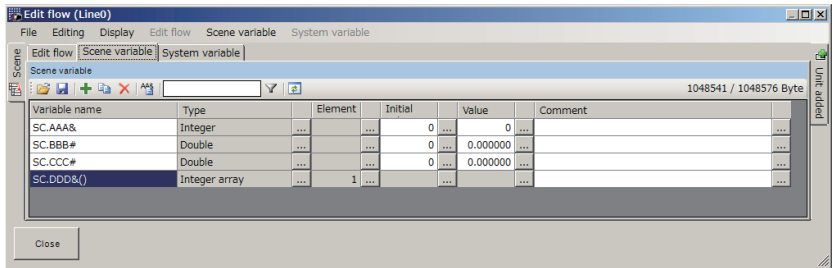 Edit flow (Line0)
File Editing Display Edit flow Scene variable System variable
Scene
Edit flow Scene variable System variable
Unit added
Scene variable
1048541 / 1048576 Byte
Variable name Type Element Initial Value Comment
SC.AAA& Integer ... ... 0 ... 0 ... ...
SC.BBB# Double ... ... 0 ... 0.000000 ... ...
SC.CCC# Double ... ... 0 ... 0.000000 ... ...
SC.DDD&() Integer array ... 1 ... ... ... ...
Close